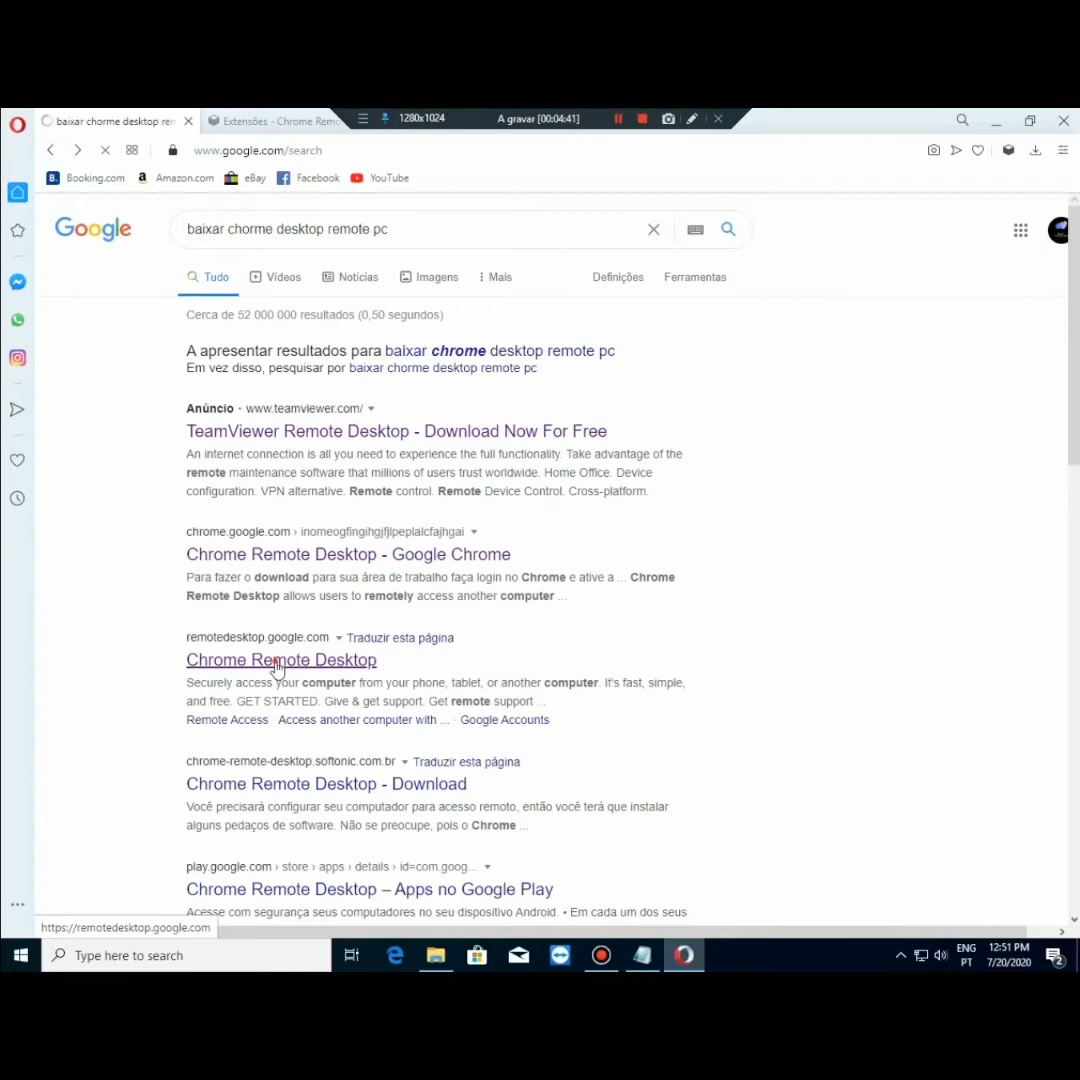 baixar chorme desktop ren
Extensões - Chrome Remo
1280x1024
A gravar [00:04:41]
www.google.com/search
B. Booking.com
a Amazon.com
eBay
Facebook
YouTube
Google
baixar chorme desktop remote pc
Tudo
Vídeos
Notícias
Imagens
Mais
Definições
Ferramentas
Cerca de 52 000 000 resultados (0,50 segundos)
A apresentar resultados para baixar chrome desktop remote pc
Em vez disso, pesquisar por baixar chorme desktop remote pc
Anúncio · www.teamviewer.com/
TeamViewer Remote Desktop - Download Now For Free
An internet connection is all you need to experience the full functionality. Take advantage of the
remote maintenance software that millions of users trust worldwide. Home Office. Device
configuration. VPN alternative. Remote control. Remote Device Control. Cross-platform.
chrome.google.com › inomeogfingihgjfjlpeplalcfajhgai
Chrome Remote Desktop - Google Chrome
Para fazer o download para sua área de trabalho faça login no Chrome e ative a ... Chrome
Remote Desktop allows users to remotely access another computer ...
remotedesktop.google.com Traduzir esta página
Chrome Remote Desktop
Securely access your computer from your phone, tablet, or another computer. It's fast, simple,
and free. GET STARTED. Give & get support. Get remote support ...
Remote Access · Access another computer with ... · Google Accounts
chrome-remote-desktop.softonic.com.br Traduzir esta página
Chrome Remote Desktop - Download
Você precisará configurar seu computador para acesso remoto, então você terá que instalar
alguns pedaços de software. Não se preocupe, pois o Chrome ...
play.google.com › store › apps › details › id=com.goog...
Chrome Remote Desktop – Apps no Google Play
Acesse com segurança seus computadores no seu dispositivo Android. • Em cada um dos seus
https://remotedesktop.google.com
Type here to search
ENG
PT
12:51 PM
7/20/2020
2